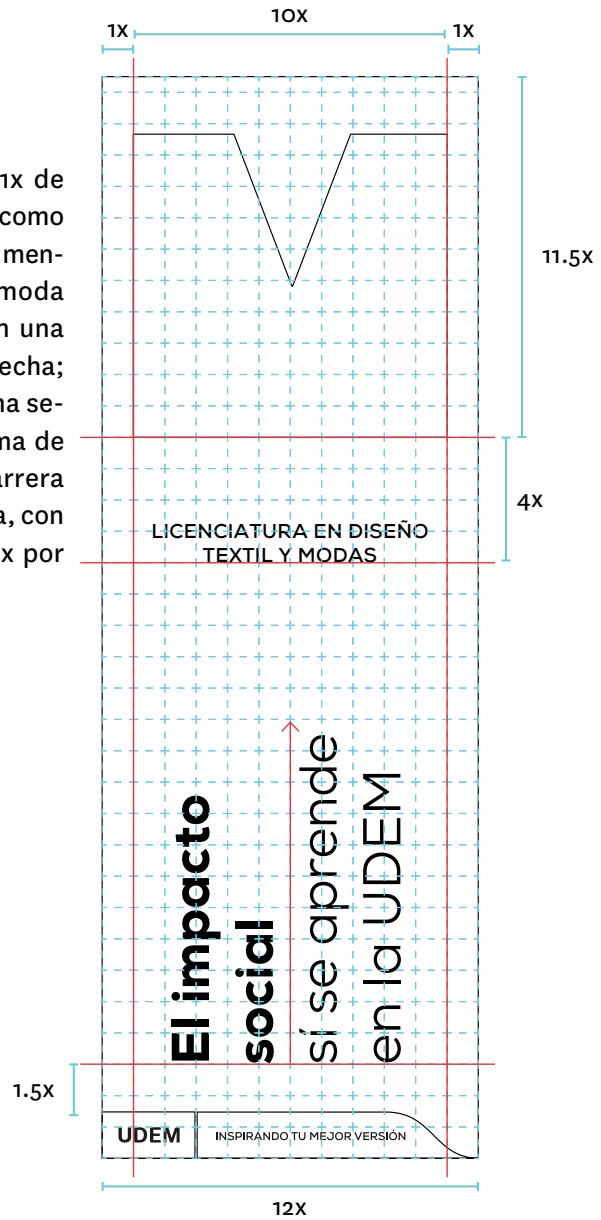 10x
1x
1x
1x de
como
men-
moda
n una
echa;
na se-
ma de
arrera
a, con
x por
11.5x
4x
LICENCIATURA EN DISEÑO
TEXTIL Y MODAS
El impacto
social
sí se aprende
en la UDEM
1.5x
UDEM
INSPIRANDO TU MEJOR VERSIÓN
12x